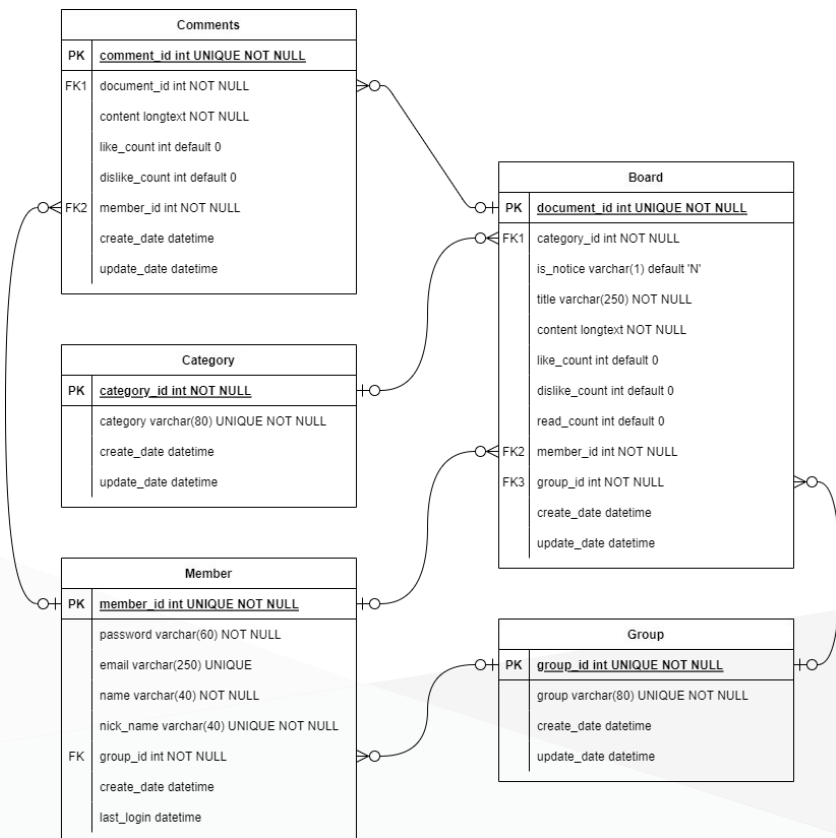 Comments
PK comment_id int UNIQUE NOT NULL
FK1 document_id int NOT NULL
content longtext NOT NULL
like_count int default 0
dislike_count int default 0
FK2 member_id int NOT NULL
create_date datetime
update_date datetime
Category
PK category_id int NOT NULL
category varchar(80) UNIQUE NOT NULL
create_date datetime
update_date datetime
Member
PK member_id int UNIQUE NOT NULL
password varchar(60) NOT NULL
email varchar(250) UNIQUE
name varchar(40) NOT NULL
nick_name varchar(40) UNIQUE NOT NULL
FK group_id int NOT NULL
create_date datetime
last_login datetime
Board
PK document_id int UNIQUE NOT NULL
FK1 category_id int NOT NULL
is_notice varchar(1) default 'N'
title varchar(250) NOT NULL
content longtext NOT NULL
like_count int default 0
dislike_count int default 0
read_count int default 0
FK2 member_id int NOT NULL
FK3 group_id int NOT NULL
create_date datetime
update_date datetime
Group
PK group_id int UNIQUE NOT NULL
group varchar(80) UNIQUE NOT NULL
create_date datetime
update_date datetime